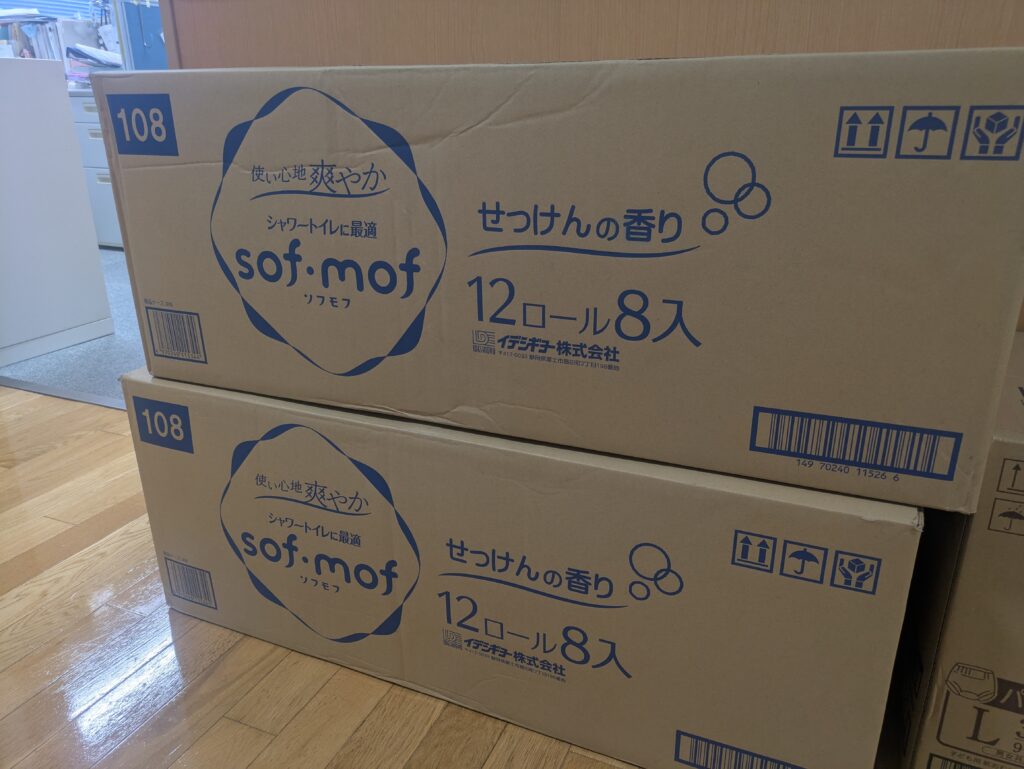 108
使い心地 爽やか
シャワートイレに最適
sof・mof
ソフモフ
せっけんの香り
12ロール8入
IDE
イデシギョー株式会社
149 70240 11526 6
108
使い心地 爽やか
シャワートイレに最適
sof・mof
ソフモフ
せっけんの香り
12ロール8入
イデシギョー株式会社
L